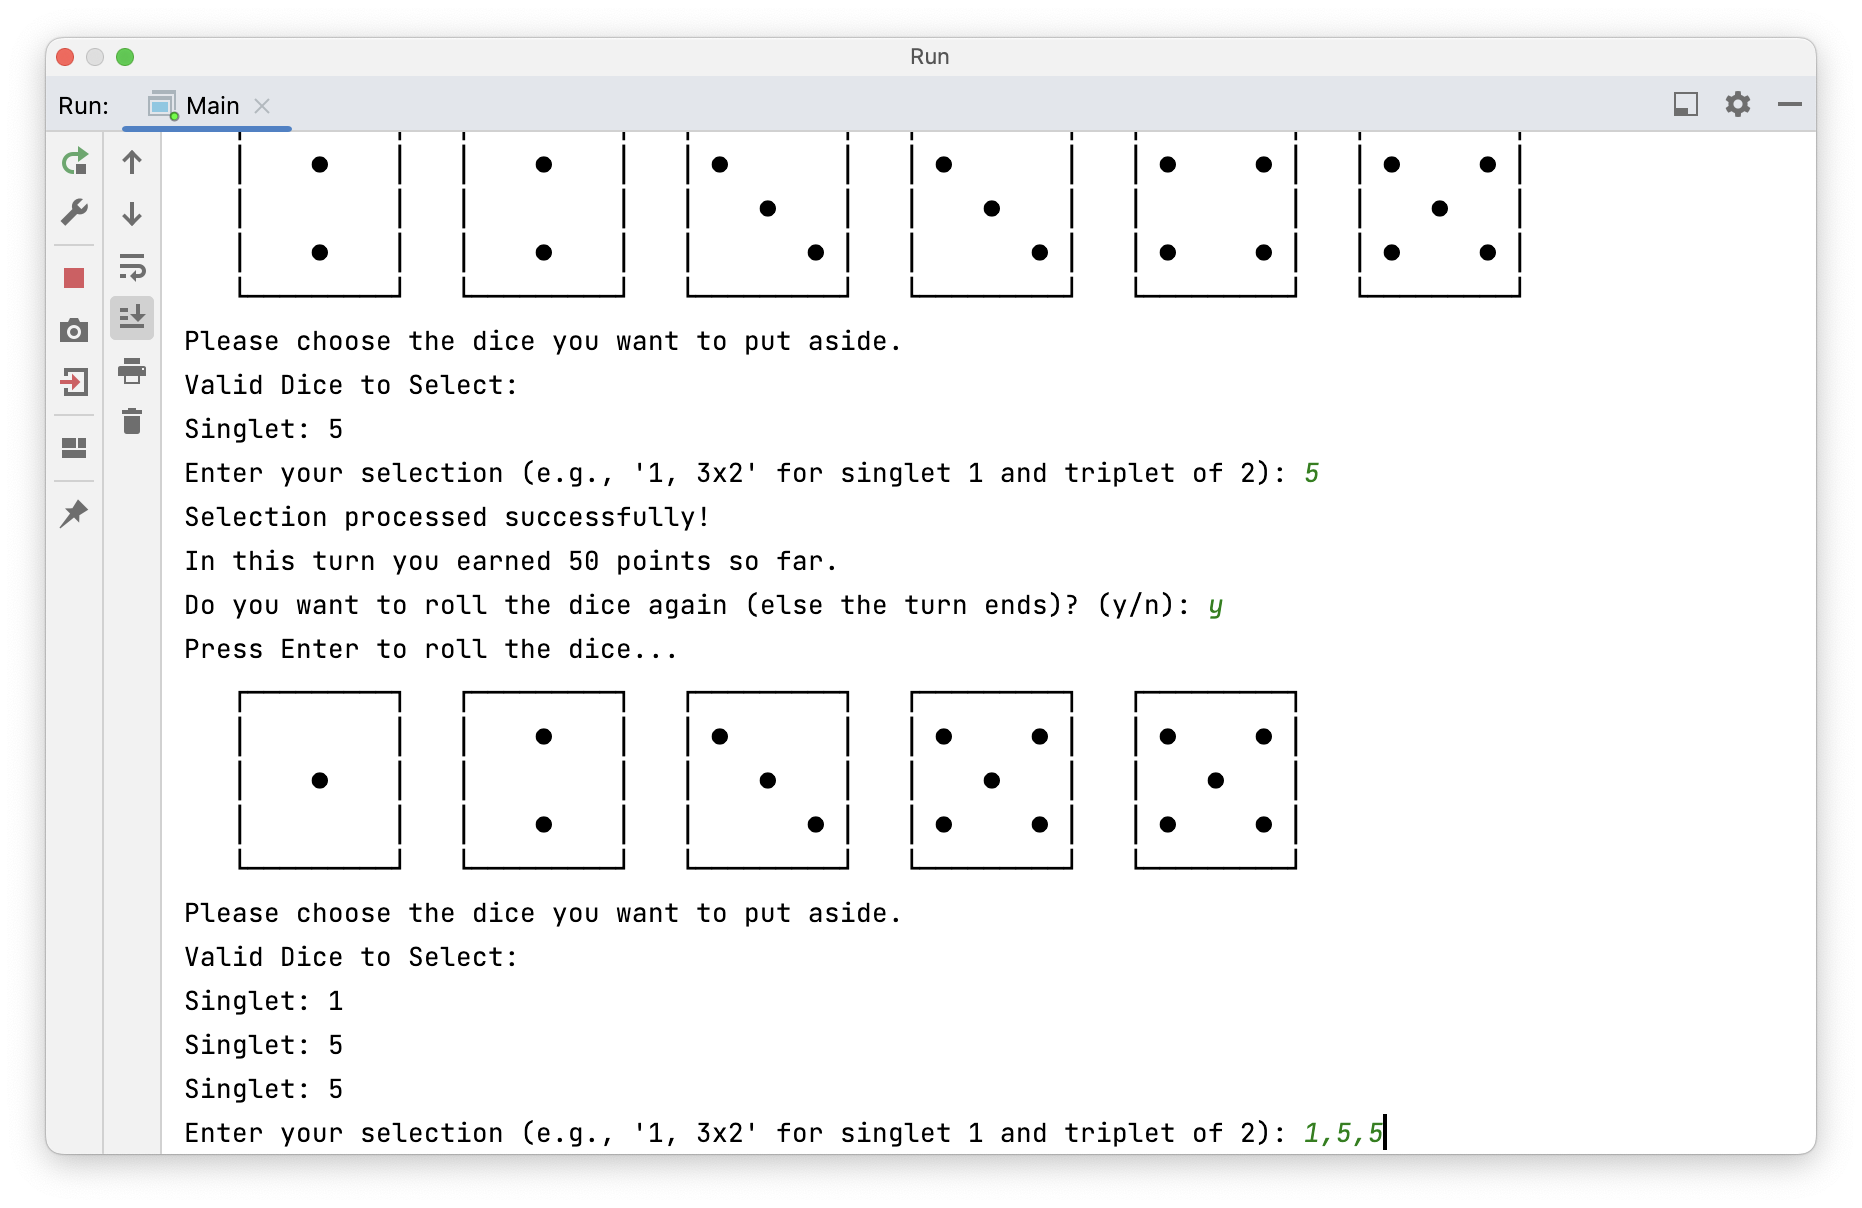 Run
Run: Main
Please choose the dice you want to put aside.
Valid Dice to Select:
Singlet: 5
Enter your selection (e.g., '1, 3x2' for singlet 1 and triplet of 2): 5
Selection processed successfully!
In this turn you earned 50 points so far.
Do you want to roll the dice again (else the turn ends)? (y/n): y
Press Enter to roll the dice...
Please choose the dice you want to put aside.
Valid Dice to Select:
Singlet: 1
Singlet: 5
Singlet: 5
Enter your selection (e.g., '1, 3x2' for singlet 1 and triplet of 2): 1,5,5